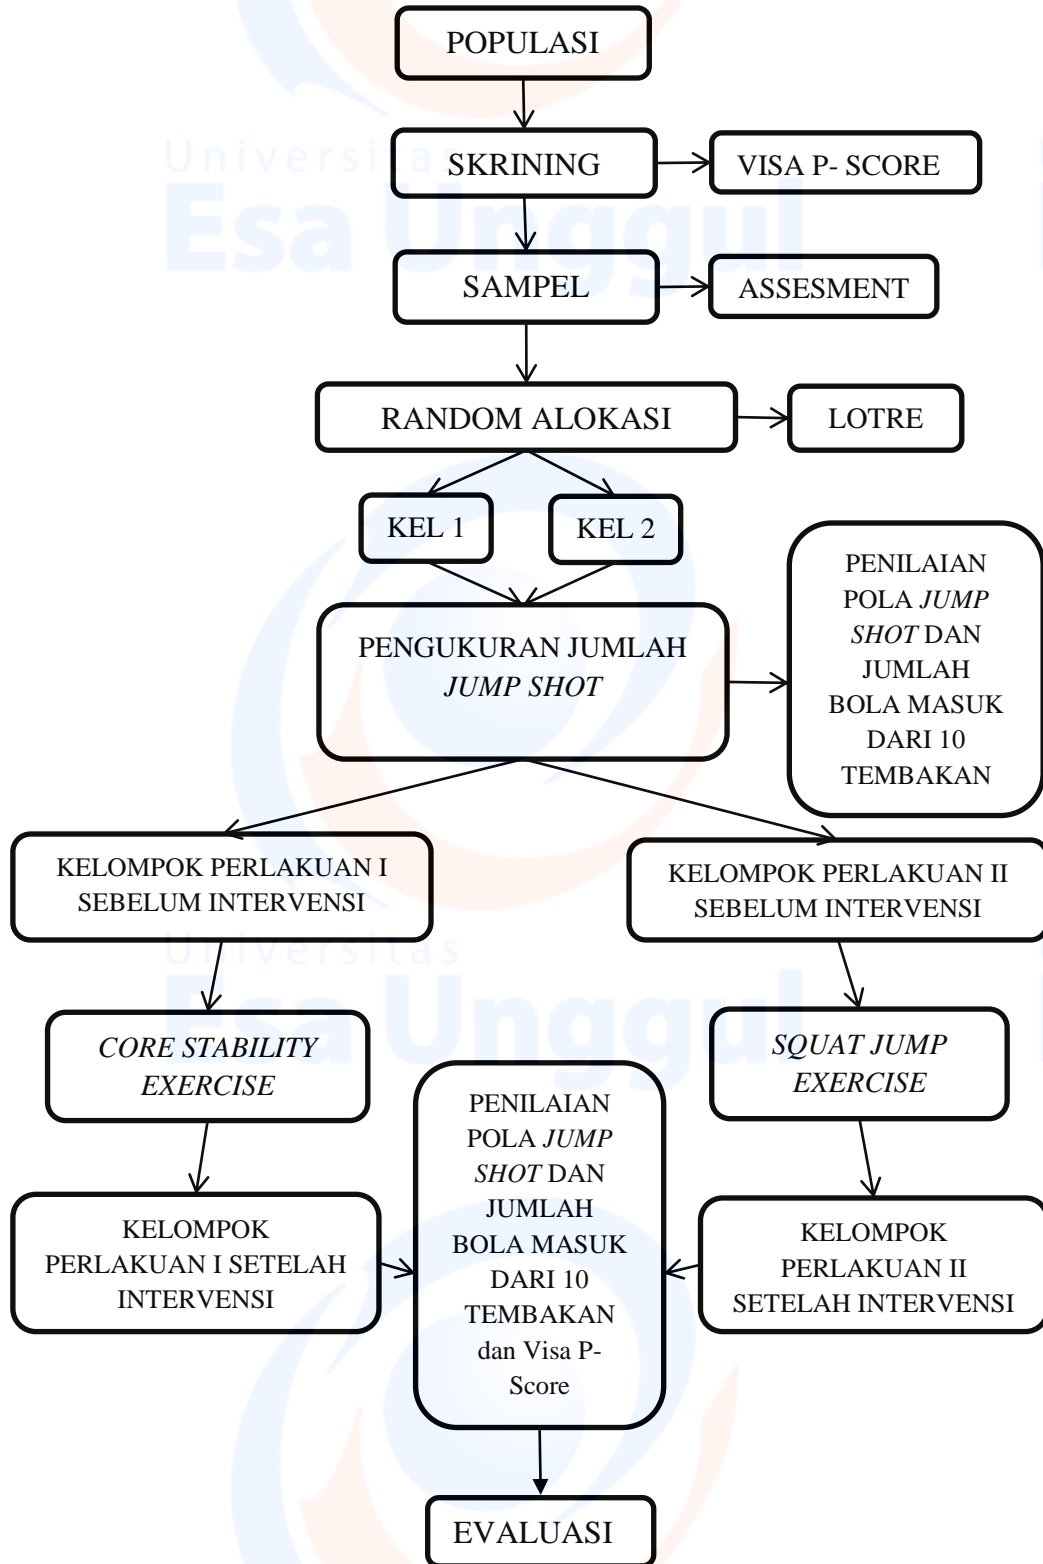 POPULASI
Universitas
SKRINING
VISA P- SCORE
Esa Unggul
SAMPEL
ASSESMENT
RANDOM ALOKASI
LOTRE
KEL 1
KEL 2
PENILAIAN
POLA JUMP
SHOT DAN
JUMLAH
BOLA MASUK
DARI 10
TEMBAKAN
PENGUKURAN JUMLAH
JUMP SHOT
KELOMPOK PERLAKUAN I
SEBELUM INTERVENSI
KELOMPOK PERLAKUAN II
SEBELUM INTERVENSI
Universitas
Esa Unggul
CORE STABILITY
EXERCISE
SQUAT JUMP
EXERCISE
PENILAIAN
POLA JUMP
SHOT DAN
JUMLAH
BOLA MASUK
DARI 10
TEMBAKAN
dan Visa P-
Score
KELOMPOK
PERLAKUAN I SETELAH
INTERVENSI
KELOMPOK
PERLAKUAN II
SETELAH INTERVENSI
EVALUASI